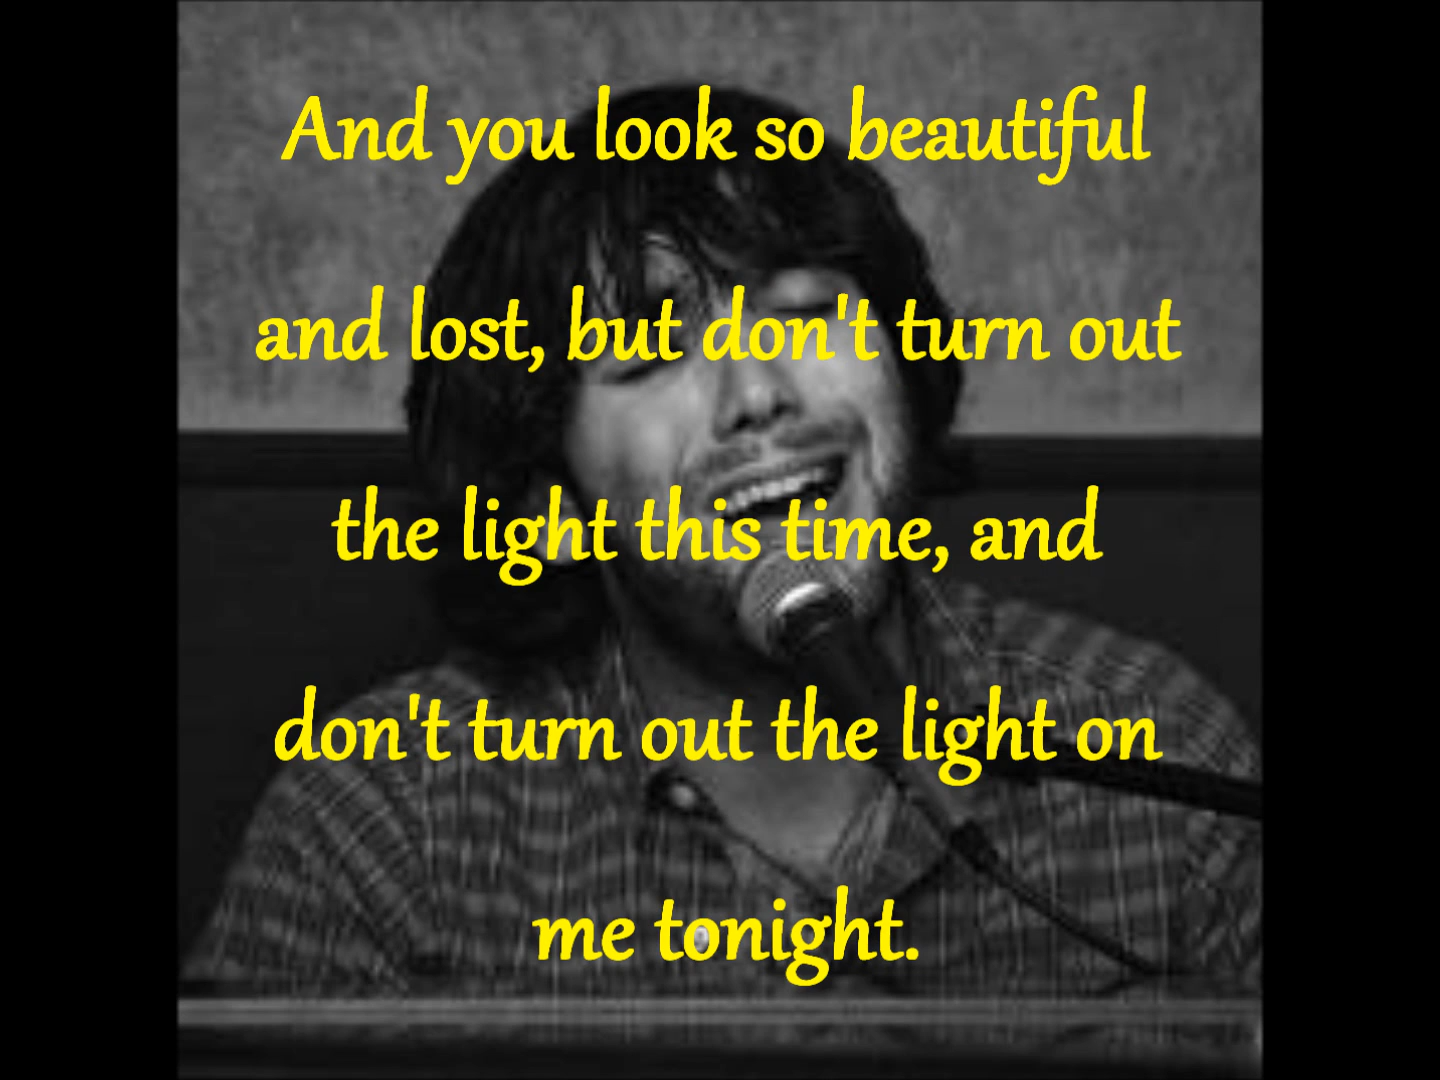 And you look so beautiful
and lost, but don't turn out
the light this time, and
don't turn out the light on
me tonight.